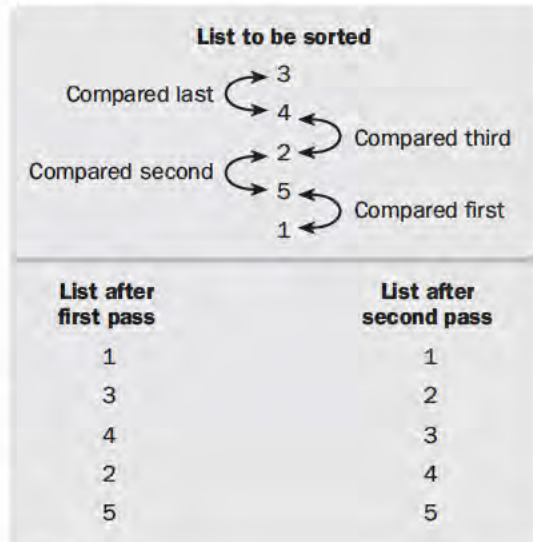 List to be sorted
3
Compared last
4
Compared third
2
Compared second
5
Compared first
1
List after
first pass
1
3
4
2
5
List after
second pass
1
2
3
4
5